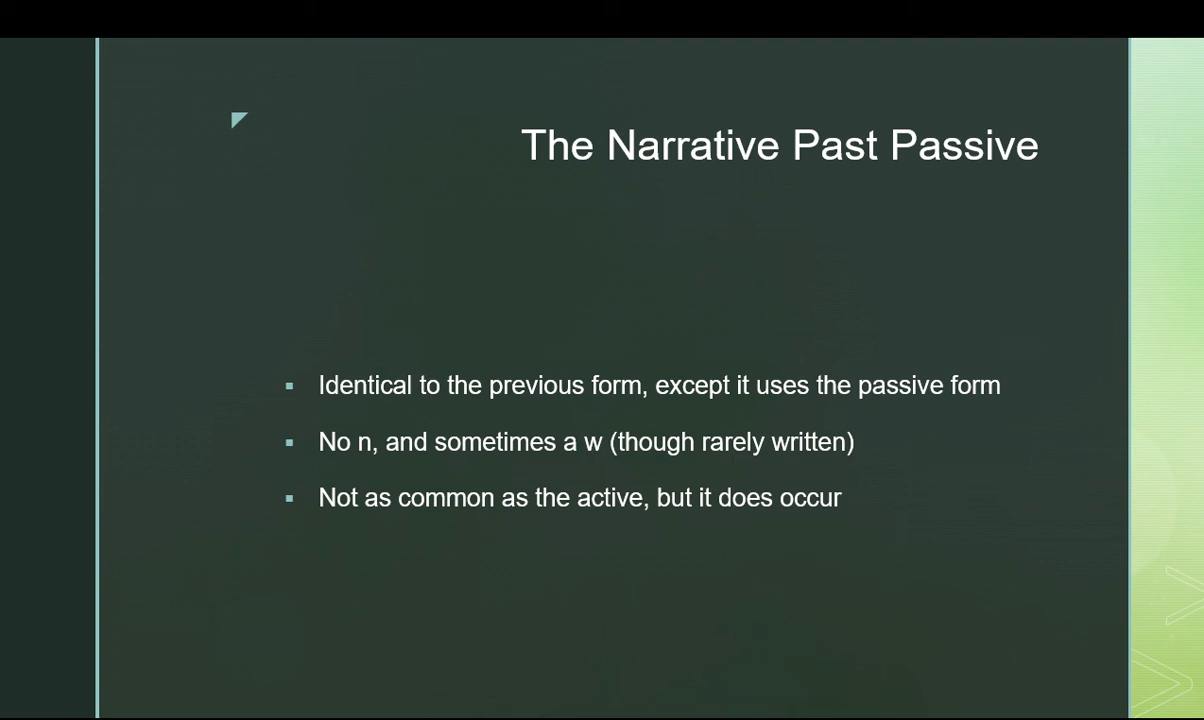 The Narrative Past Passive
Identical to the previous form, except it uses the passive form
No n, and sometimes a w (though rarely written)
Not as common as the active, but it does occur